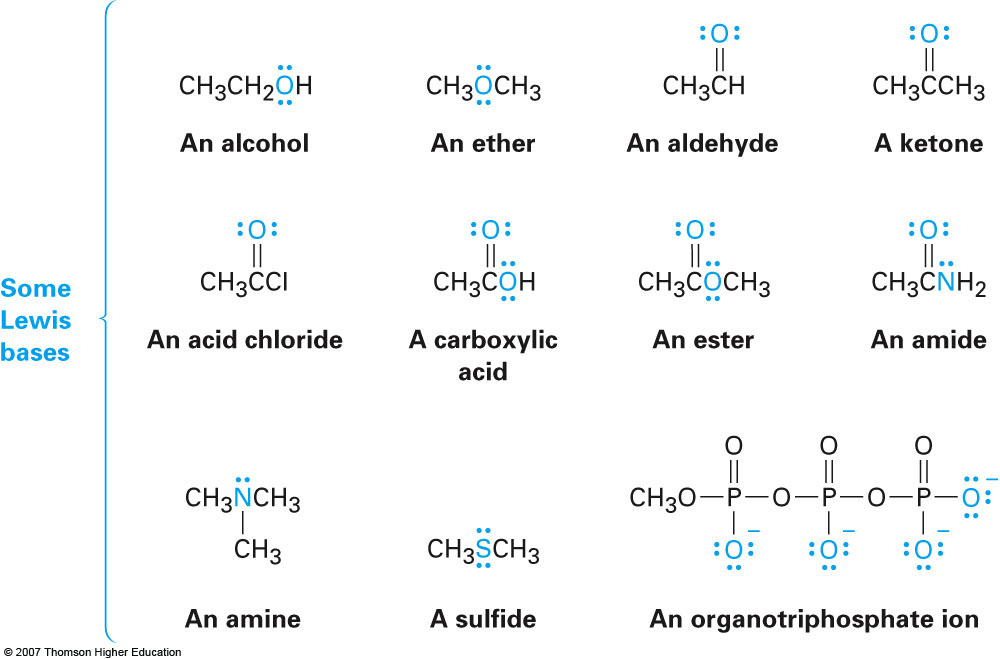 :O: :O:
CH3CH2OH CH3OCH3 CH3CH CH3CCH3
An alcohol An ether An aldehyde A ketone
:O: :O: :O: :O:
CH3CCl CH3COH CH3COCH3 CH3CNH2
Some
Lewis
bases
An acid chloride A carboxylic An ester An amide
acid
O O O
CH3NCH3 CH3O—P—O—P—O—P—O:−
CH3 CH3SCH3 :O:− :O:− :O:−
An amine A sulfide An organotriphosphate ion
© 2007 Thomson Higher Education